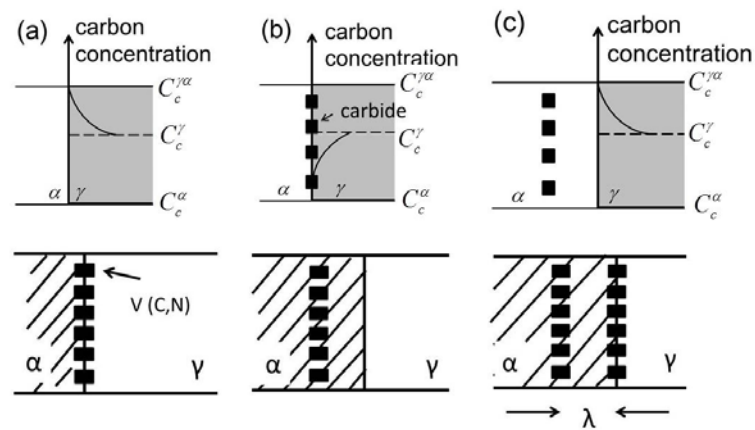 (a)
carbon
concentration
C_c^{γα}
C_c^γ
α
γ
C_c^α
(b)
carbon
concentration
C_c^{γα}
carbide
C_c^γ
α
γ
C_c^α
(c)
carbon
concentration
C_c^{γα}
C_c^γ
α
γ
C_c^α
V (C,N)
α
γ
α
γ
α
γ
λ